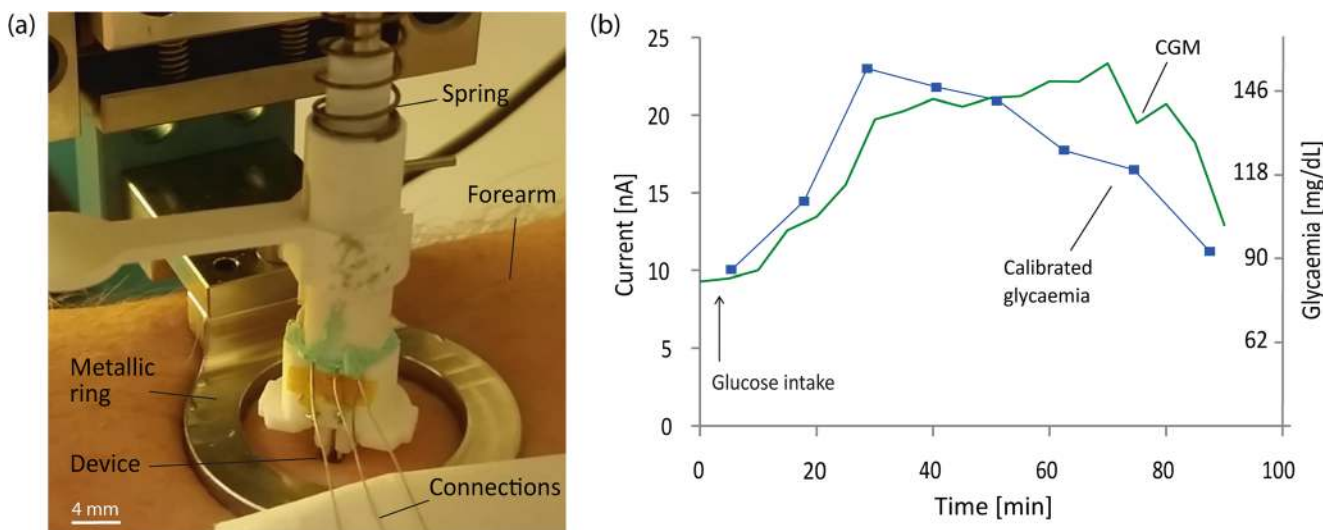 (a)
Spring
Forearm
Metallic
ring
Device
Connections
4 mm
(b)
25
20
15
10
5
0
Current [nA]
0
20
40
60
80
100
Time [min]
146
118
90
62
Glycaemia [mg/dL]
CGM
Calibrated
glycaemia
Glucose intake